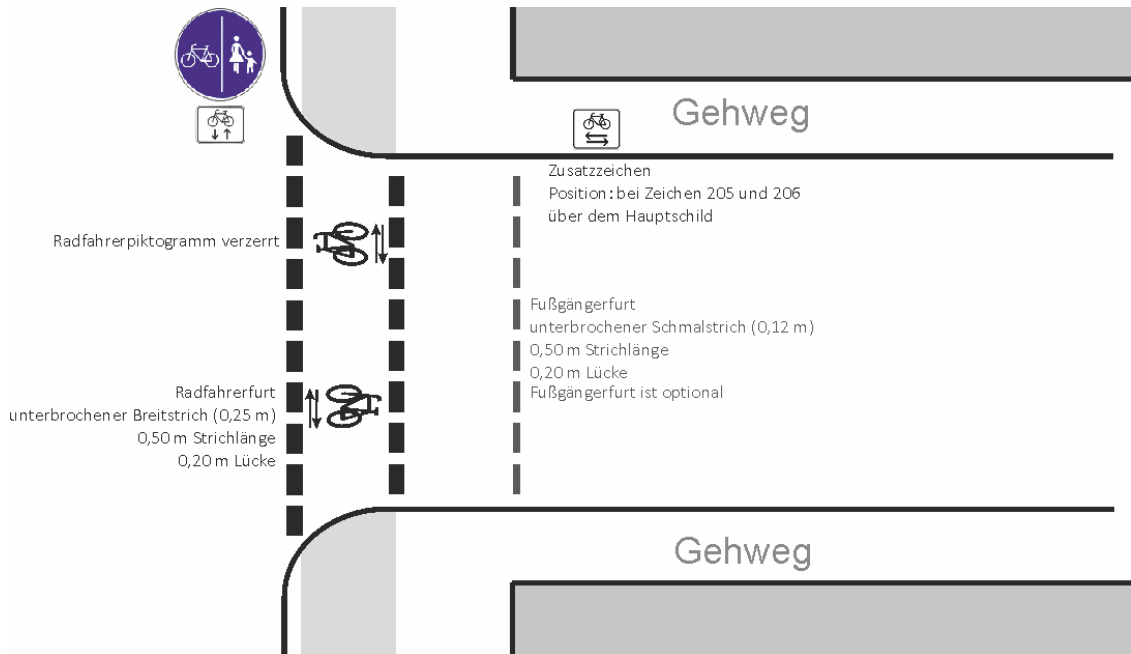 Gehweg
Zusatzzeichen
Position: bei Zeichen 205 und 206
über dem Hauptschild
Radfahrerpiktogramm verzerrt
Fußgängerfurt
unterbrochener Schmalstrich (0,12 m)
0,50 m Strichlänge
0,20 m Lücke
Fußgängerfurt ist optional
Radfahrerfurt
unterbrochener Breitstrich (0,25 m)
0,50 m Strichlänge
0,20 m Lücke
Gehweg